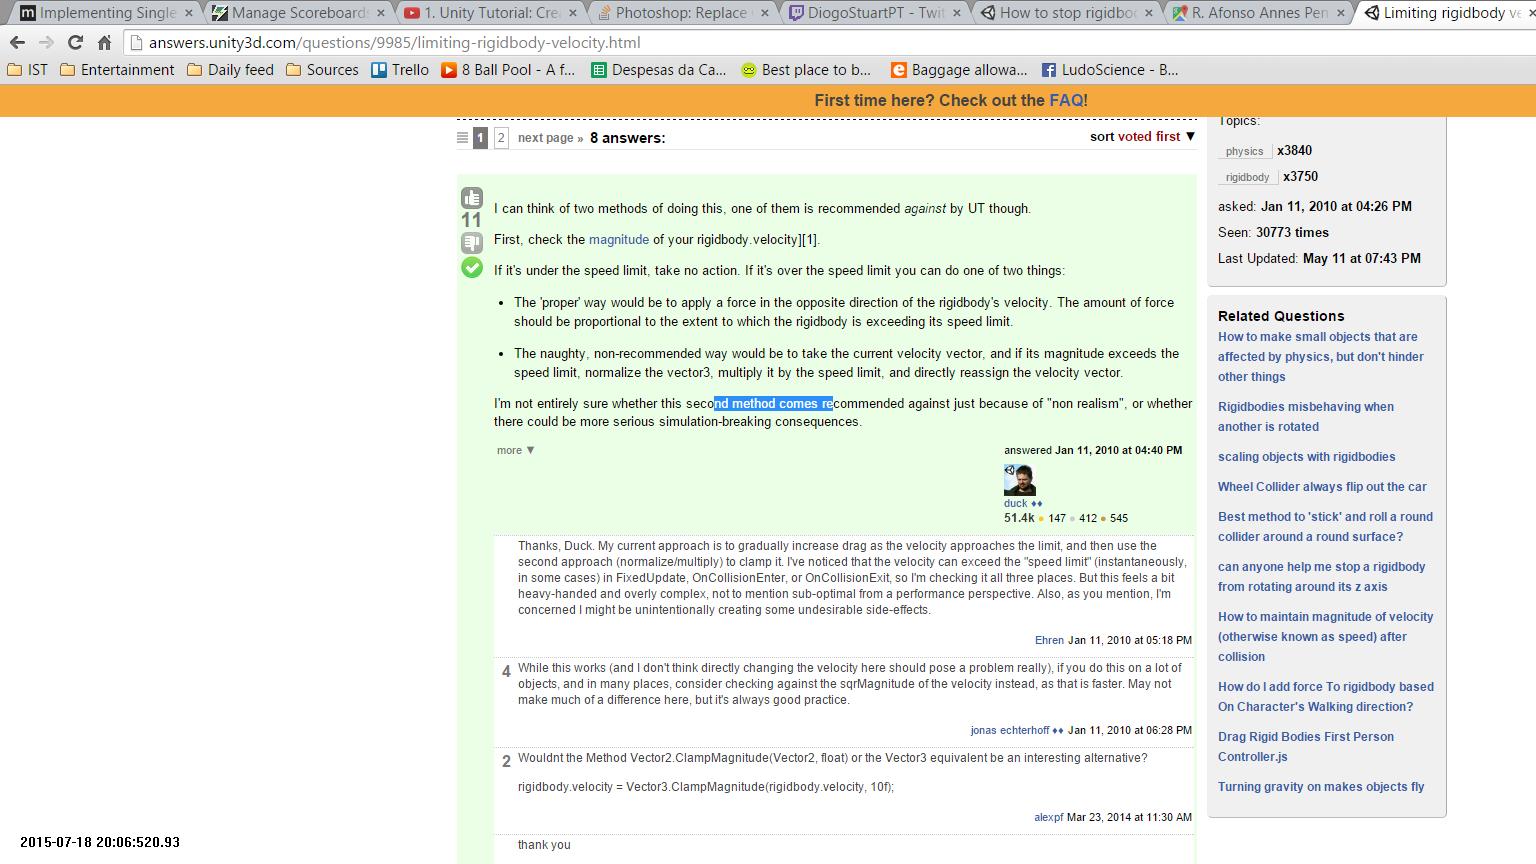 Implementing Single
Manage Scoreboards
1. Unity Tutorial: Cre
Photoshop: Replace
DiogoStuartPT - Twit
How to stop rigidbo
R. Afonso Annes Pen
Limiting rigidbody ve
answers.unity3d.com/questions/9985/limiting-rigidbody-velocity.html
IST Entertainment Daily feed Sources Trello 8 Ball Pool - A f... Despesas da Ca... Best place to b... Baggage allowa... LudoScience - B...
First time here? Check out the FAQ!
1 2 next page » 8 answers:
sort voted first ▼
11
I can think of two methods of doing this, one of them is recommended against by UT though.
First, check the magnitude of your rigidbody.velocity][1].
If it's under the speed limit, take no action. If it's over the speed limit you can do one of two things:
• The 'proper' way would be to apply a force in the opposite direction of the rigidbody's velocity. The amount of force
should be proportional to the extent to which the rigidbody is exceeding its speed limit.
• The naughty, non-recommended way would be to take the current velocity vector, and if its magnitude exceeds the
speed limit, normalize the vector3, multiply it by the speed limit, and directly reassign the velocity vector.
I'm not entirely sure whether this second method comes recommended against just because of "non realism", or whether
there could be more serious simulation-breaking consequences.
more ▼
answered Jan 11, 2010 at 04:40 PM
duck ♦♦
51.4k ● 147 ● 412 ● 545
Thanks, Duck. My current approach is to gradually increase drag as the velocity approaches the limit, and then use the
second approach (normalize/multiply) to clamp it. I've noticed that the velocity can exceed the "speed limit" (instantaneously,
in some cases) in FixedUpdate, OnCollisionEnter, or OnCollisionExit, so I'm checking it all three places. But this feels a bit
heavy-handed and overly complex, not to mention sub-optimal from a performance perspective. Also, as you mention, I'm
concerned I might be unintentionally creating some undesirable side-effects.
Ehren Jan 11, 2010 at 05:18 PM
4 While this works (and I don't think directly changing the velocity here should pose a problem really), if you do this on a lot of
objects, and in many places, consider checking against the sqrMagnitude of the velocity instead, as that is faster. May not
make much of a difference here, but it's always good practice.
jonas echterhoff ♦♦ Jan 11, 2010 at 06:28 PM
2 Wouldnt the Method Vector2.ClampMagnitude(Vector2, float) or the Vector3 equivalent be an interesting alternative?
rigidbody.velocity = Vector3.ClampMagnitude(rigidbody.velocity, 10f);
alexpf Mar 23, 2014 at 11:30 AM
thank you
Topics:
physics x3840
rigidbody x3750
asked: Jan 11, 2010 at 04:26 PM
Seen: 30773 times
Last Updated: May 11 at 07:43 PM
Related Questions
How to make small objects that are
affected by physics, but don't hinder
other things
Rigidbodies misbehaving when
another is rotated
scaling objects with rigidbodies
Wheel Collider always flip out the car
Best method to 'stick' and roll a round
collider around a round surface?
can anyone help me stop a rigidbody
from rotating around its z axis
How to maintain magnitude of velocity
(otherwise known as speed) after
collision
How do I add force To rigidbody based
On Character's Walking direction?
Drag Rigid Bodies First Person
Controller.js
Turning gravity on makes objects fly
2015-07-18 20:06:520.93